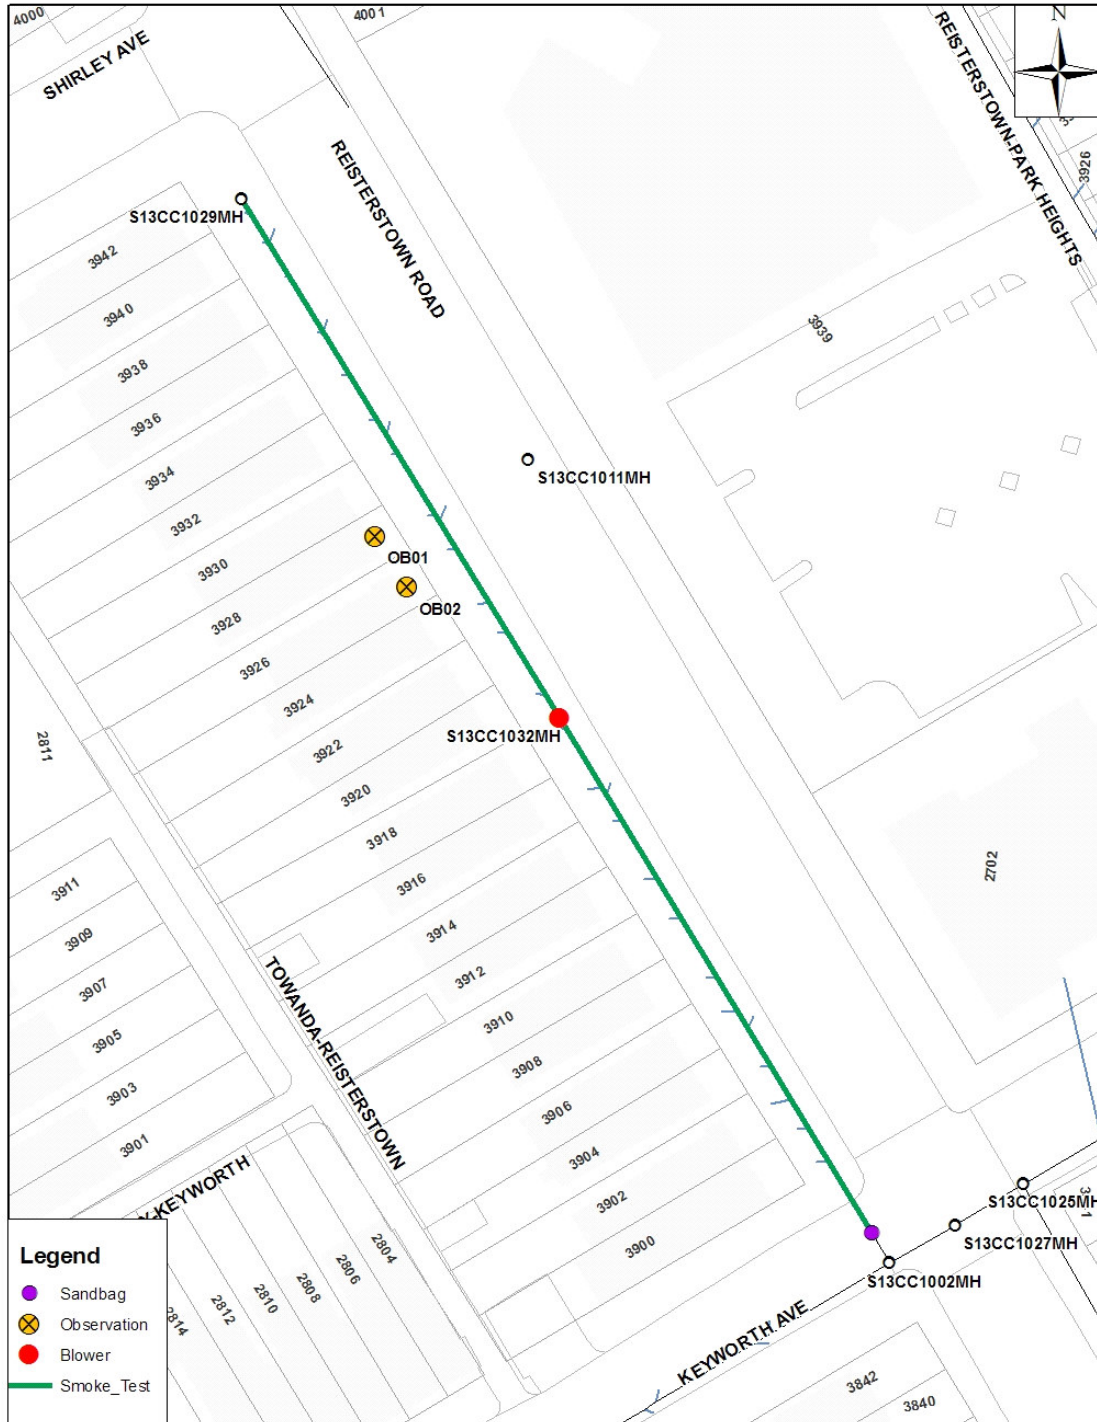 4000
4001
SHIRLEY AVE
N
REISTERSTOWN-PARK HEIGHTS
3926
REISTERSTOWN ROAD
S13CC1029MH
3942
3940
3938
3936
3934
3932
3930
3928
3926
3924
3922
3920
3918
3916
3914
3912
3910
3908
3906
3904
3902
3900
3939
S13CC1011MH
OB01
OB02
S13CC1032MH
2811
2702
3911
3909
3907
3905
3903
3901
TOWANDA-REISTERSTOWN
Y-KEYWORTH
2804
2806
2808
2810
2812
2814
S13CC1025MH
S13CC1027MH
S13CC1002MH
KEYWORTH AVE
3842
3840
Legend
Sandbag
Observation
Blower
Smoke_Test